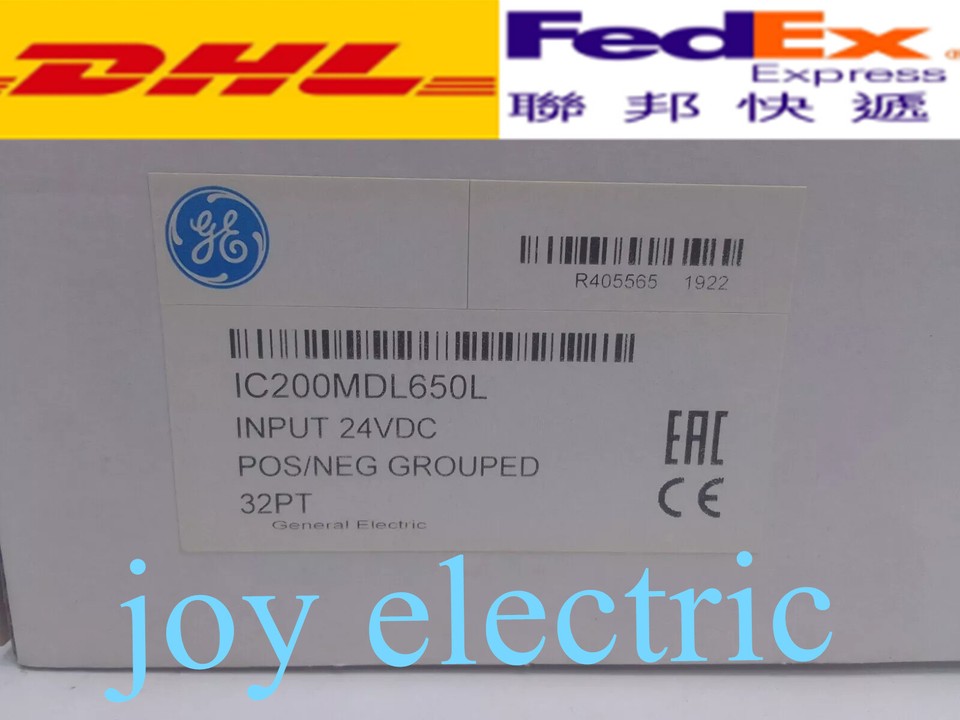 DHL
FedEx
Express
聯邦快遞
GE
R405565 1922
IC200MDL650L
INPUT 24VDC
POS/NEG GROUPED
32PT
General Electric
EAC
CE
joy electric